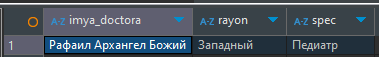 A-Z imya_doctora A-Z rayon A-Z spec
1 Рафаил Архангел Божий Западный Педиатр